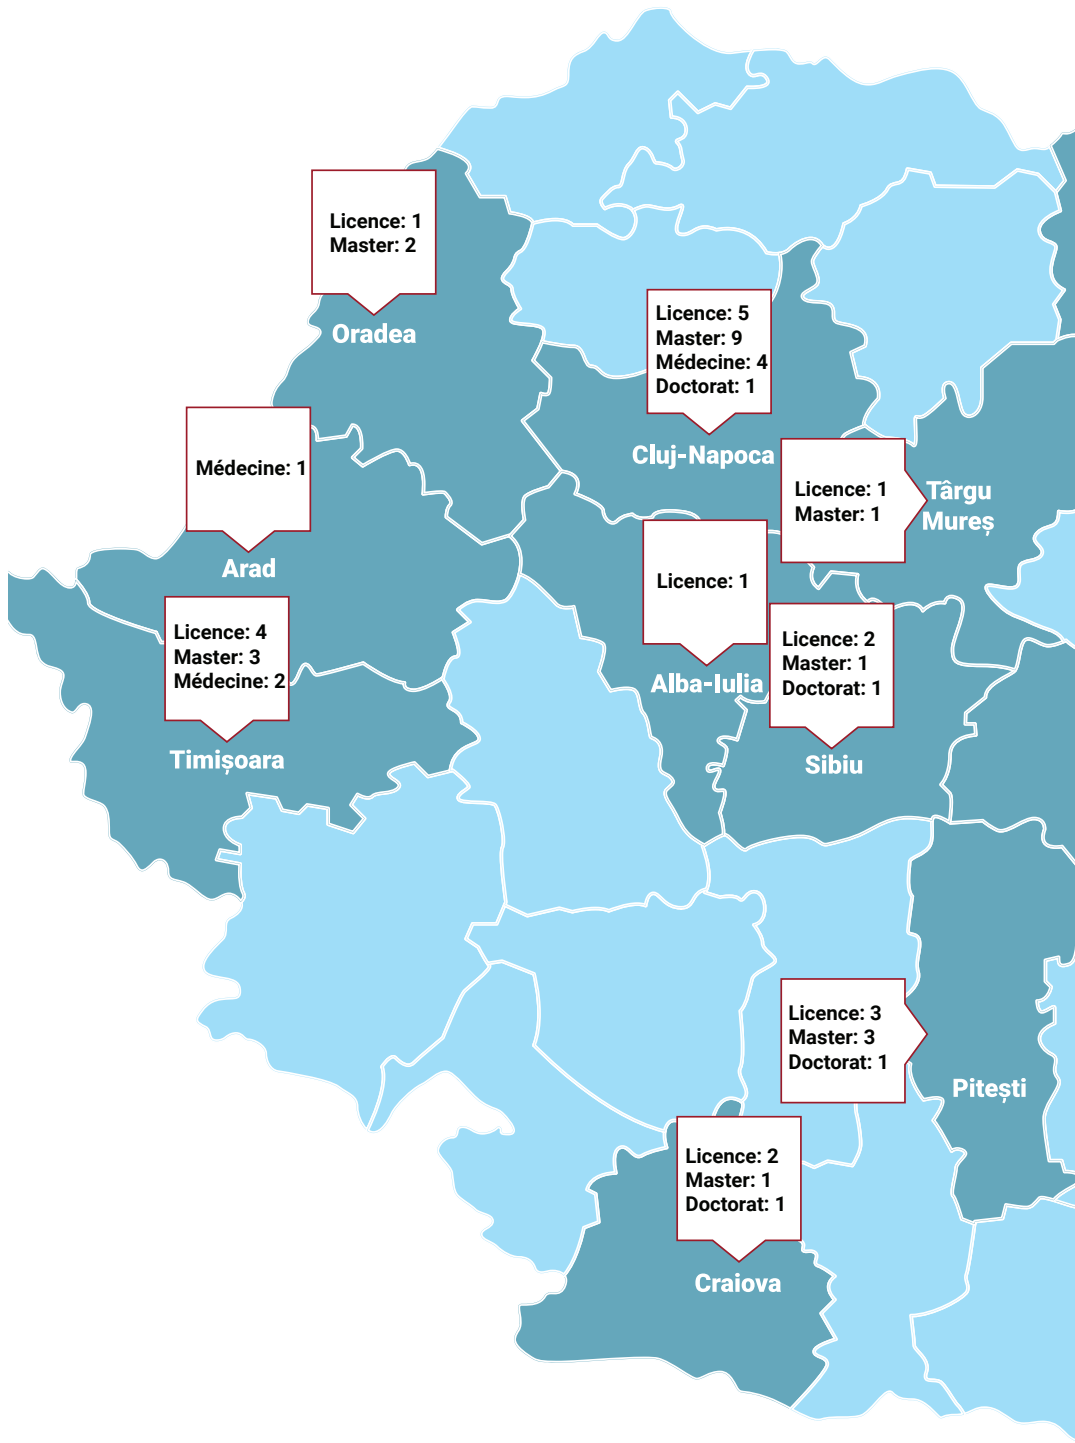 Licence: 1
Master: 2
Oradea
Licence: 5
Master: 9
Médecine: 4
Doctorat: 1
Cluj-Napoca
Médecine: 1
Arad
Licence: 1
Master: 1
Târgu
Mureș
Licence: 1
Alba-Iulia
Licence: 4
Master: 3
Médecine: 2
Timișoara
Licence: 2
Master: 1
Doctorat: 1
Sibiu
Licence: 3
Master: 3
Doctorat: 1
Pitești
Licence: 2
Master: 1
Doctorat: 1
Craiova